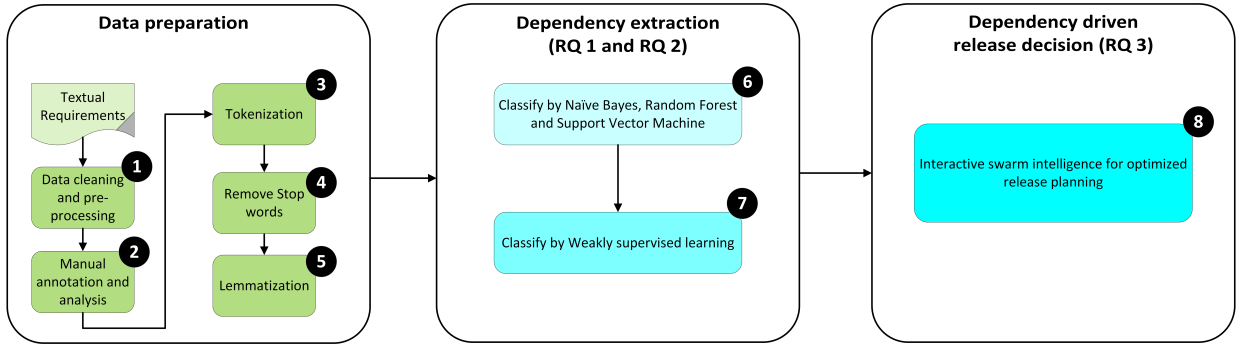 Data preparation
Textual
Requirements
1
Data cleaning
and pre-
processing
2
Manual
annotation and
analysis
3
Tokenization
4
Remove Stop
words
5
Lemmatization
Dependency extraction
(RQ 1 and RQ 2)
6
Classify by Naïve Bayes, Random Forest
and Support Vector Machine
7
Classify by Weakly supervised learning
Dependency driven
release decision (RQ 3)
8
Interactive swarm intelligence for optimized
release planning